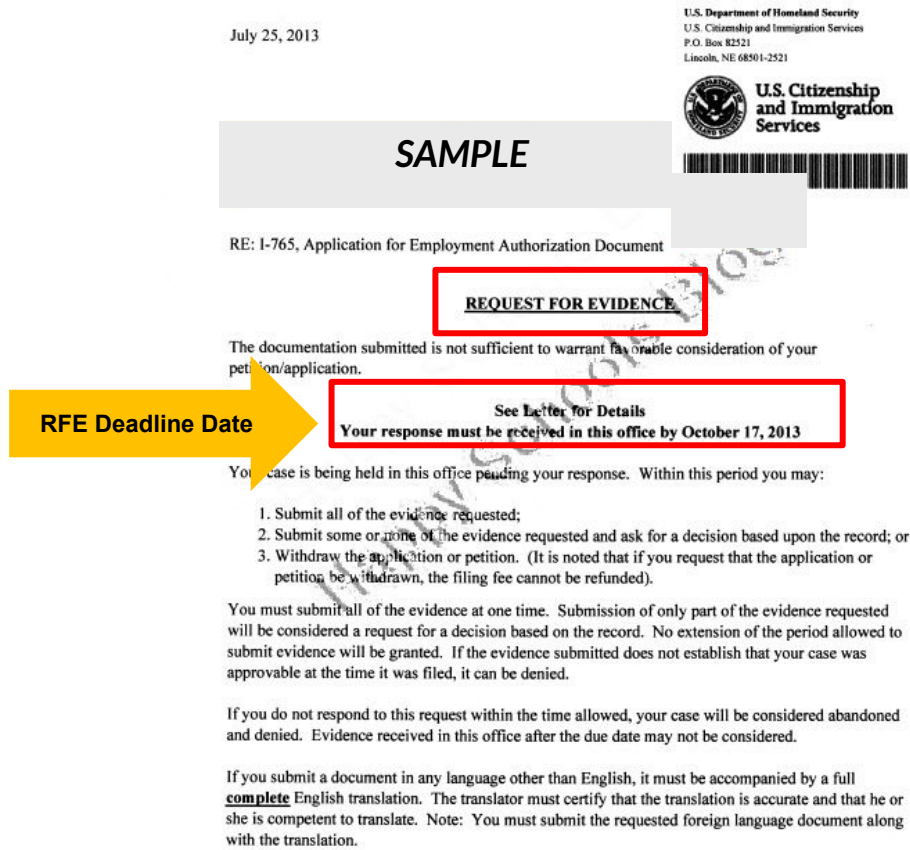 July 25, 2013
U.S. Department of Homeland Security
U.S. Citizenship and Immigration Services
P.O. Box 82521
Lincoln, NE 68501-2521
U.S. Citizenship
and Immigration
Services
SAMPLE
RE: I-765, Application for Employment Authorization Document
REQUEST FOR EVIDENCE
The documentation submitted is not sufficient to warrant favorable consideration of your
petition/application.
RFE Deadline Date
See Letter for Details
Your response must be received in this office by October 17, 2013
Your case is being held in this office pending your response. Within this period you may:
1. Submit all of the evidence requested;
2. Submit some or none of the evidence requested and ask for a decision based upon the record; or
3. Withdraw the application or petition. (It is noted that if you request that the application or
petition be withdrawn, the filing fee cannot be refunded).
You must submit all of the evidence at one time. Submission of only part of the evidence requested
will be considered a request for a decision based on the record. No extension of the period allowed to
submit evidence will be granted. If the evidence submitted does not establish that your case was
approvable at the time it was filed, it can be denied.
If you do not respond to this request within the time allowed, your case will be considered abandoned
and denied. Evidence received in this office after the due date may not be considered.
If you submit a document in any language other than English, it must be accompanied by a full
complete English translation. The translator must certify that the translation is accurate and that he or
she is competent to translate. Note: You must submit the requested foreign language document along
with the translation.
Happy Schools Blog